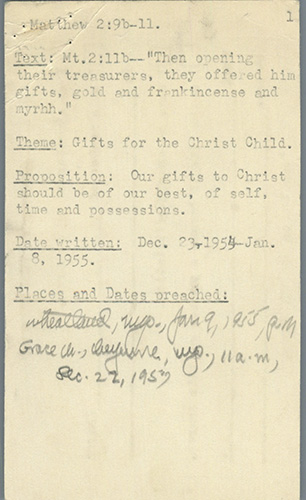 1
Matthew 2:9b-11.
Text: Mt.2:11b--"Then opening
their treasurers, they offered him
gifts, gold and frankincense and
myrhh."
Theme: Gifts for the Christ Child.
Proposition: Our gifts to Christ
should be of our best, of self,
time and possessions.
Date written: Dec. 23,1954-Jan.
8, 1955.
Places and Dates preached:
Wheatland, Wyo., Jan 9, 1955, p.m
Grace Ch., Cheyenne, Wyo., 11 a.m,
Dec. 22, 1957